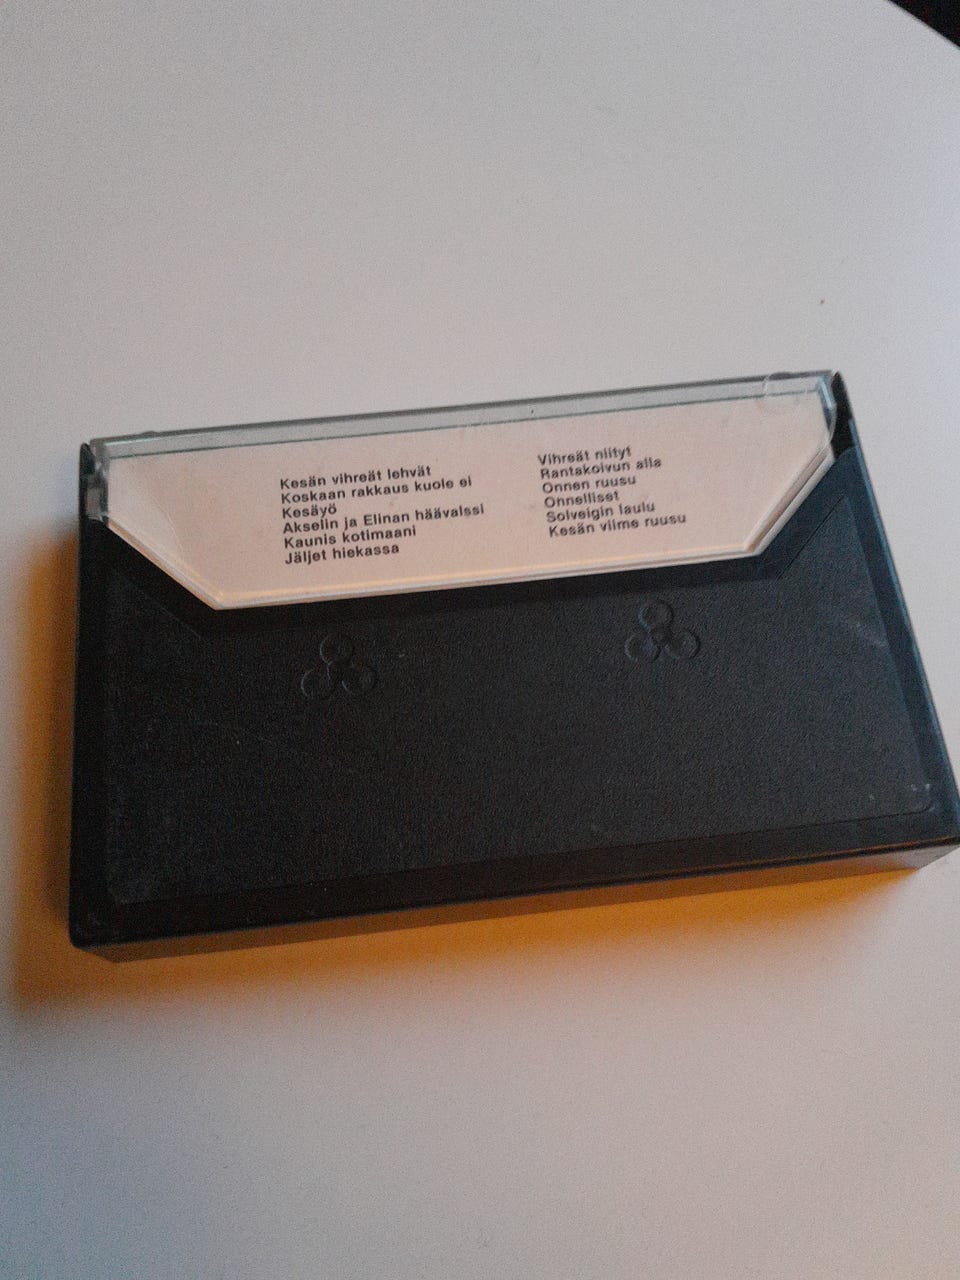 Kesän vihreät lehvät
Koskaan rakkaus kuole ei
Kesäyö
Akselin ja Elinan häävalssi
Kaunis kotimaani
Jäljet hiekassa
Vihreät niityt
Rantakoivun alla
Onnen ruusu
Onnelliset
Solveigin laulu
Kesän viime ruusu